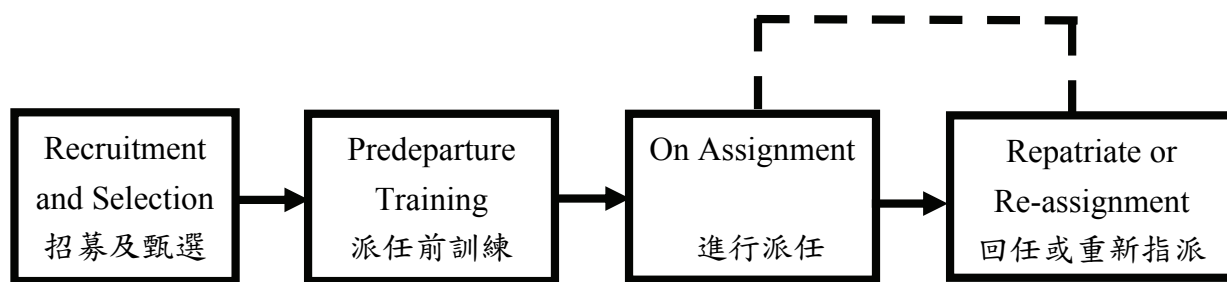 Recruitment
and Selection
招募及甄選
Predeparture
Training
派任前訓練
On Assignment
進行派任
Repatriate or
Re-assignment
回任或重新指派